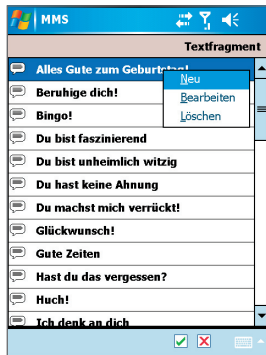 MMS
Textfragment
Alles Gute zum Geburtstag!
Neu
Beruhige dich!
Bearbeiten
Bingo!
Löschen
Du bist faszinierend
Du bist unheimlich witzig
Du hast keine Ahnung
Du machst mich verrückt!
Glückwunsch!
Gute Zeiten
Hast du das vergessen?
Huch!
Ich denk an dich